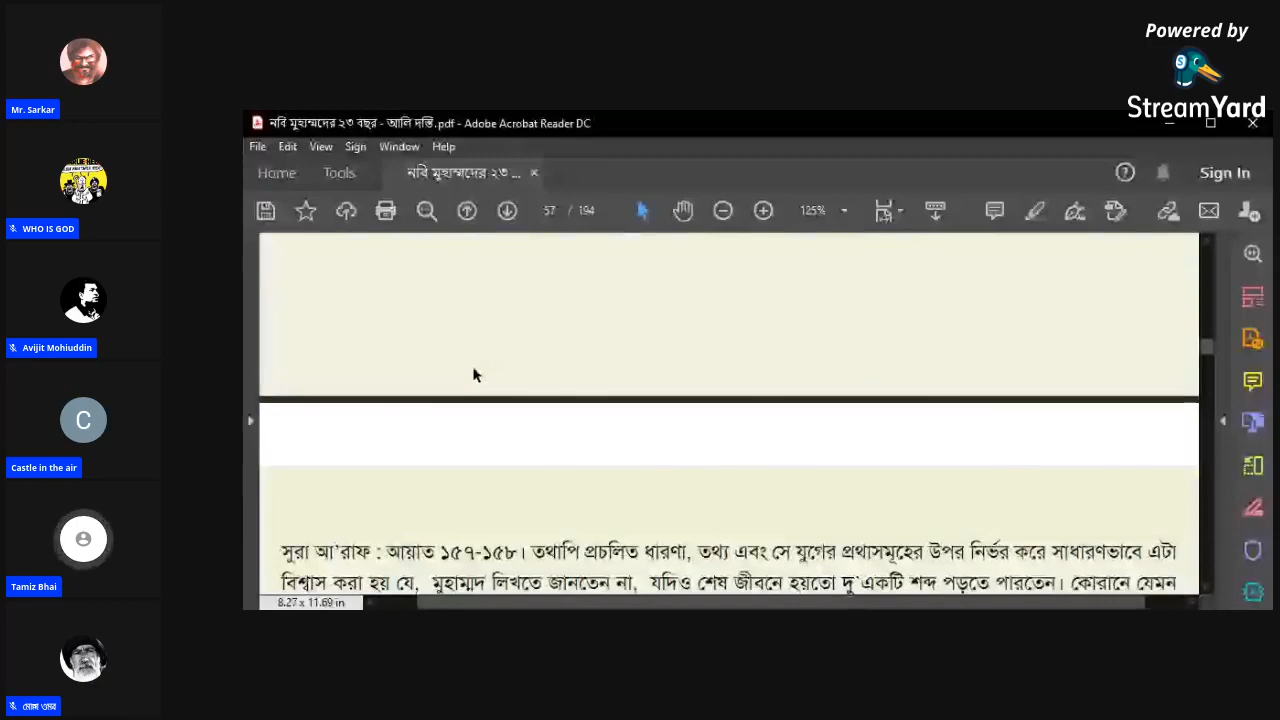 Powered by
StreamYard
Mr. Sarkar
WHO IS GOD
Avijit Mohiuddin
C
Castle in the air
Tamiz Bhai
মোল্লা ওমর
নবি মুহাম্মদের ২৩ বছর - আলি দস্তি.pdf - Adobe Acrobat Reader DC
File Edit View Sign Window Help
Home Tools নবি মুহাম্মদের ২৩ ... Sign In
57 / 194 125%
সুরা আ'রাফ : আয়াত ১৫৭-১৫৮। তথাপি প্রচলিত ধারণা, তথ্য এবং সে যুগের প্রথাসমূহের উপর নির্ভর করে সাধারণভাবে এটা
বিশ্বাস করা হয় যে, মুহাম্মদ লিখতে জানতেন না, যদিও শেষ জীবনে হয়তো দু'একটি শব্দ পড়তে পারতেন। কোরানে যেমন
8.27 x 11.69 in